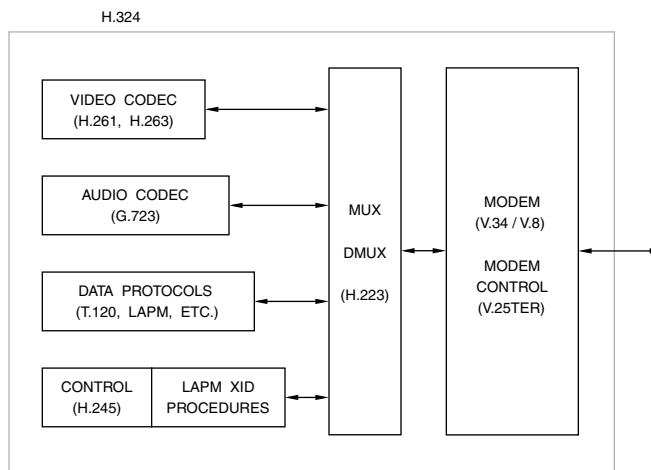 H.324
VIDEO CODEC
(H.261, H.263)
AUDIO CODEC
(G.723)
DATA PROTOCOLS
(T.120, LAPM, ETC.)
CONTROL
(H.245)
LAPM XID
PROCEDURES
MUX
DMUX
(H.223)
MODEM
(V.34 / V.8)
MODEM
CONTROL
(V.25TER)